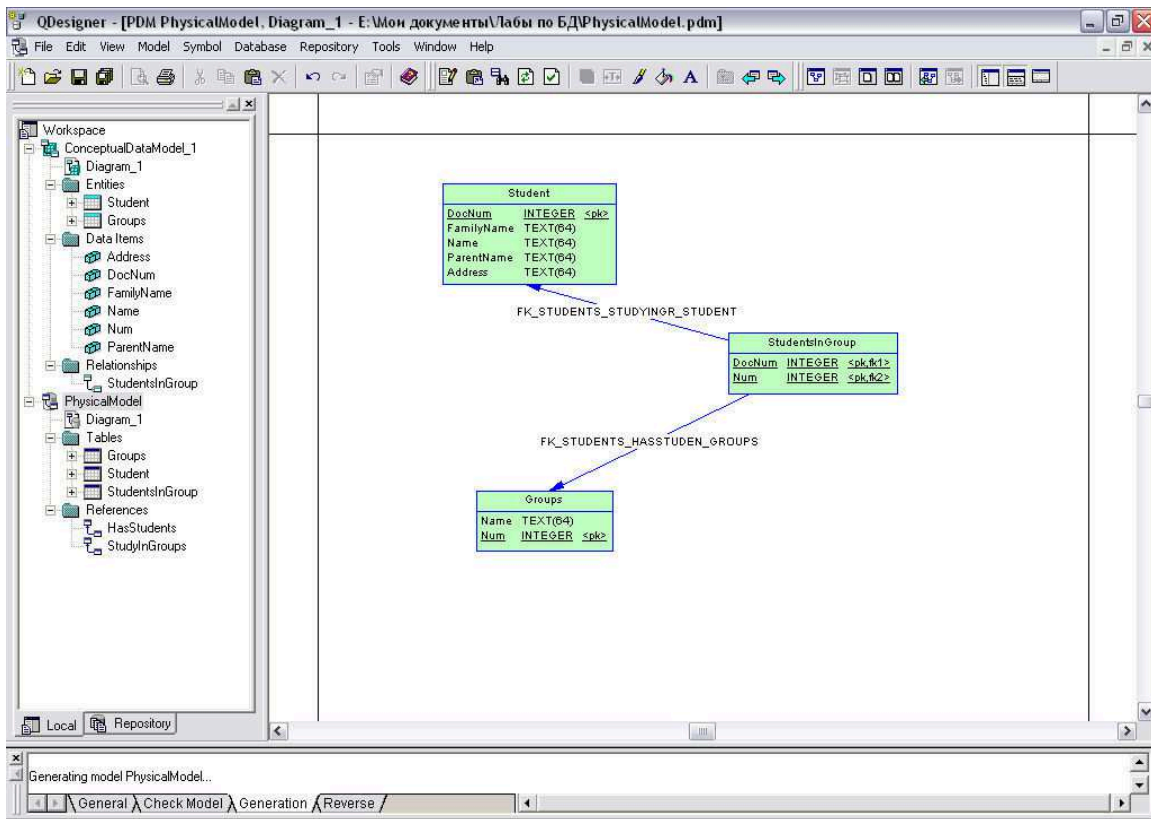 QDesigner - [PDM PhysicalModel, Diagram_1 - E:\Мои документы\Лабы по БД\PhysicalModel.pdm]
File Edit View Model Symbol Database Repository Tools Window Help
Workspace
ConceptualDataModel_1
Diagram_1
Entities
Student
Groups
Data Items
Address
DocNum
FamilyName
Name
Num
ParentName
Relationships
StudentsInGroup
PhysicalModel
Diagram_1
Tables
Groups
Student
StudentsInGroup
References
HasStudents
StudyInGroups
Local Repository
Student
DocNum INTEGER <pk>
FamilyName TEXT(64)
Name TEXT(64)
ParentName TEXT(64)
Address TEXT(64)
FK_STUDENTS_STUDYINGR_STUDENT
StudentsInGroup
DocNum INTEGER <pk,fk1>
Num INTEGER <pk,fk2>
FK_STUDENTS_HASSTUDEN_GROUPS
Groups
Name TEXT(64)
Num INTEGER <pk>
Generating model PhysicalModel...
General Check Model Generation Reverse